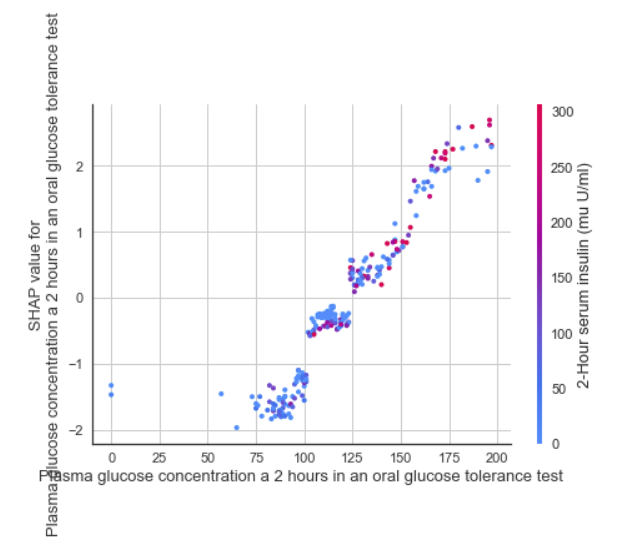 SHAP value for
Plasma glucose concentration a 2 hours in an oral glucose tolerance test
2
1
0
−1
−2
0 25 50 75 100 125 150 175 200
Plasma glucose concentration a 2 hours in an oral glucose tolerance test
300
250
200
150
100
50
0
2-Hour serum insulin (mu U/ml)